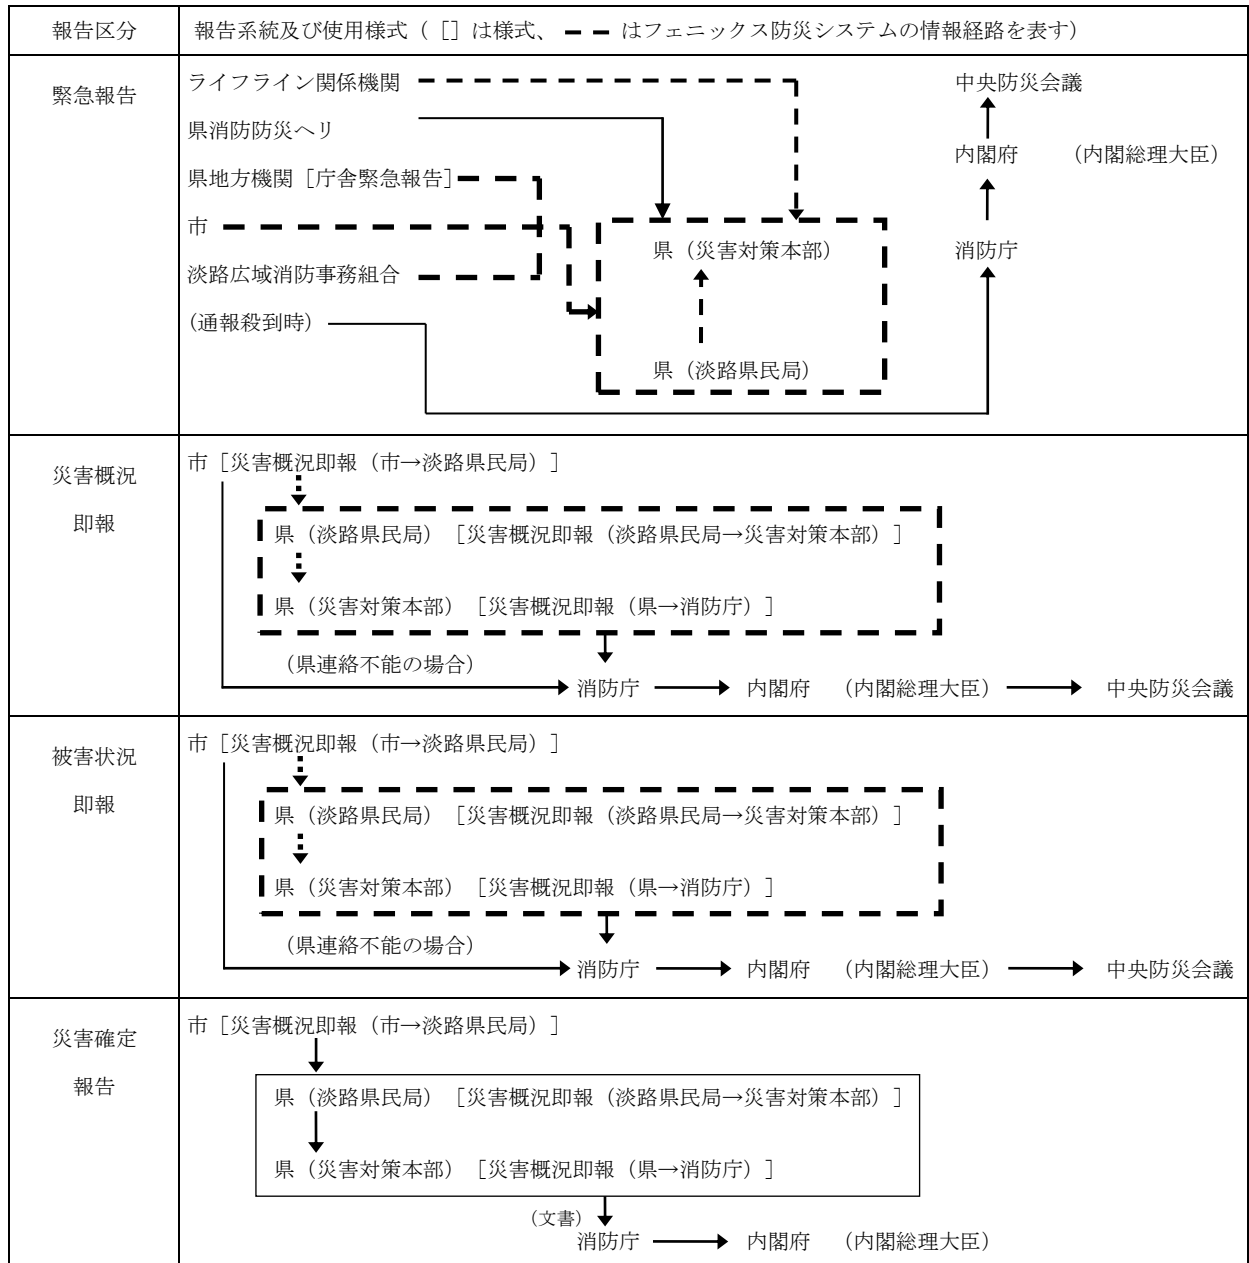 報告区分
報告系統及び使用様式（［］は様式、 はフェニックス防災システムの情報経路を表す）
緊急報告
ライフライン関係機関
中央防災会議
県消防防災ヘリ
内閣府 （内閣総理大臣）
県地方機関［庁舎緊急報告］
市
県（災害対策本部）
消防庁
淡路広域消防事務組合
（通報殺到時）
県（淡路県民局）
災害概況
即報
市［災害概況即報（市→淡路県民局）］
県（淡路県民局）［災害概況即報（淡路県民局→災害対策本部）］
県（災害対策本部）［災害概況即報（県→消防庁）］
（県連絡不能の場合）
消防庁 内閣府 （内閣総理大臣） 中央防災会議
被害状況
即報
市［災害概況即報（市→淡路県民局）］
県（淡路県民局）［災害概況即報（淡路県民局→災害対策本部）］
県（災害対策本部）［災害概況即報（県→消防庁）］
（県連絡不能の場合）
消防庁 内閣府 （内閣総理大臣） 中央防災会議
災害確定
報告
市［災害概況即報（市→淡路県民局）］
県（淡路県民局）［災害概況即報（淡路県民局→災害対策本部）］
県（災害対策本部）［災害概況即報（県→消防庁）］
（文書）
消防庁 内閣府 （内閣総理大臣）